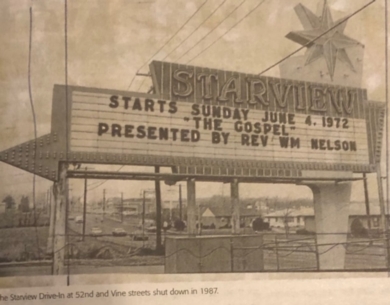 STARVIEW
STARTS SUNDAY JUNE 4, 1972
"THE GOSPEL"
PRESENTED BY REV WM NELSON
he Starview Drive-In at 52nd and Vine streets shut down in 1987.